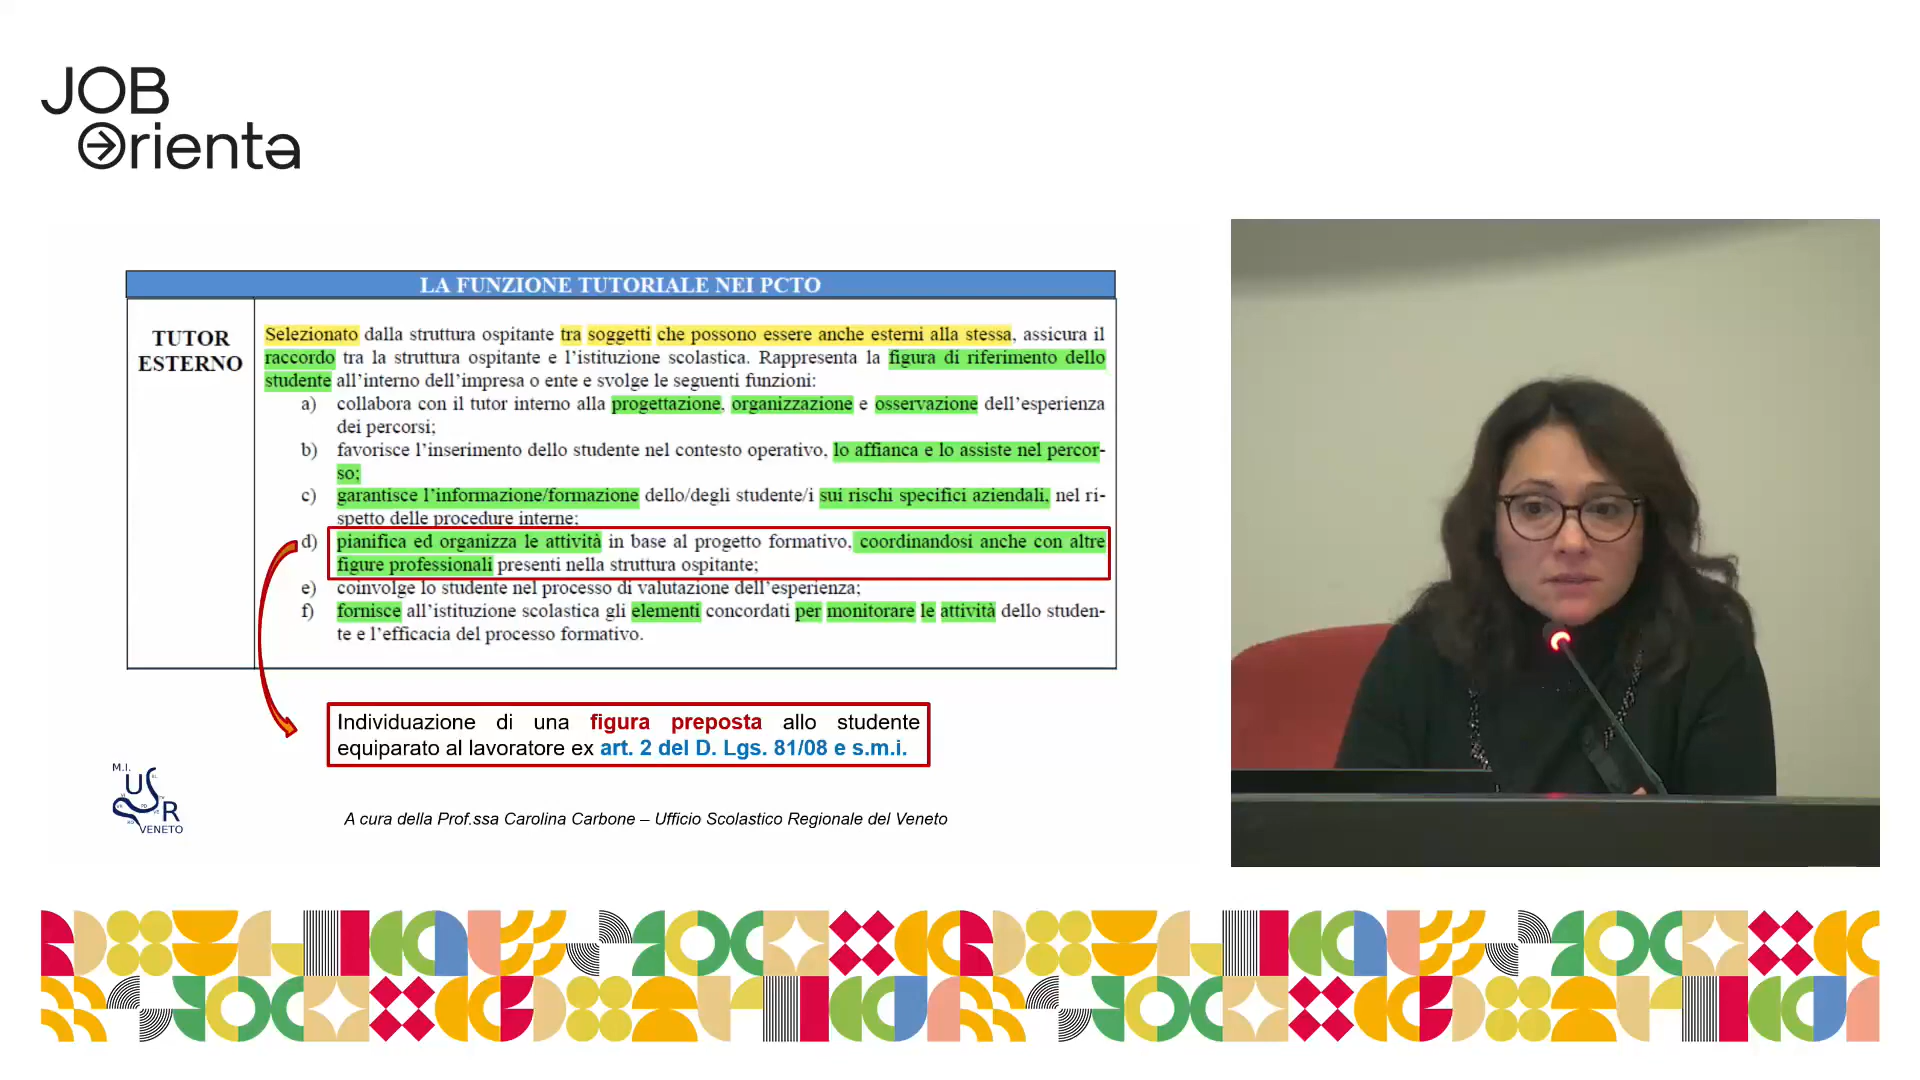 JOB
Orienta
LA FUNZIONE TUTORIALE NEI PCTO
TUTOR
ESTERNO
Selezionato dalla struttura ospitante tra soggetti che possono essere anche esterni alla stessa, assicura il
raccordo tra la struttura ospitante e l’istituzione scolastica. Rappresenta la figura di riferimento dello
studente all’interno dell’impresa o ente e svolge le seguenti funzioni:
a) collabora con il tutor interno alla progettazione, organizzazione e osservazione dell’esperienza
dei percorsi;
b) favorisce l’inserimento dello studente nel contesto operativo, lo affianca e lo assiste nel percor-
so;
c) garantisce l’informazione/formazione dello/degli studente/i sui rischi specifici aziendali, nel ri-
spetto delle procedure interne;
d) pianifica ed organizza le attività in base al progetto formativo, coordinandosi anche con altre
figure professionali presenti nella struttura ospitante;
e) coinvolge lo studente nel processo di valutazione dell’esperienza;
f) fornisce all’istituzione scolastica gli elementi concordati per monitorare le attività dello studen-
te e l’efficacia del processo formativo.
Individuazione di una figura preposta allo studente
equiparato al lavoratore ex art. 2 del D. Lgs. 81/08 e s.m.i.
M.I.
USR
VENETO
A cura della Prof.ssa Carolina Carbone – Ufficio Scolastico Regionale del Veneto